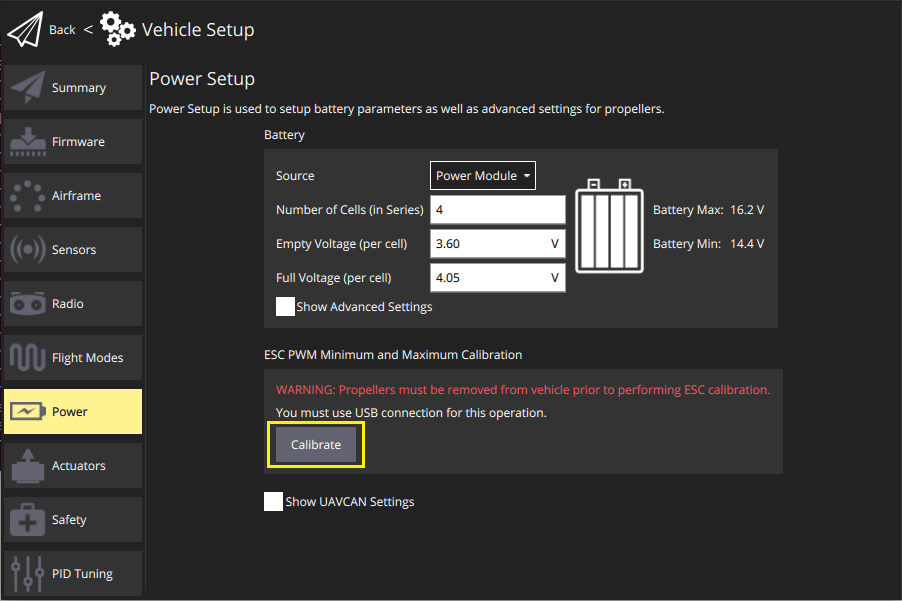 Back < Vehicle Setup
Summary
Firmware
Airframe
Sensors
Radio
Flight Modes
Power
Actuators
Safety
PID Tuning
Power Setup
Power Setup is used to setup battery parameters as well as advanced settings for propellers.
Battery
Source Power Module
Number of Cells (in Series) 4 Battery Max: 16.2 V
Empty Voltage (per cell) 3.60 V Battery Min: 14.4 V
Full Voltage (per cell) 4.05 V
Show Advanced Settings
ESC PWM Minimum and Maximum Calibration
WARNING: Propellers must be removed from vehicle prior to performing ESC calibration.
You must use USB connection for this operation.
Calibrate
Show UAVCAN Settings